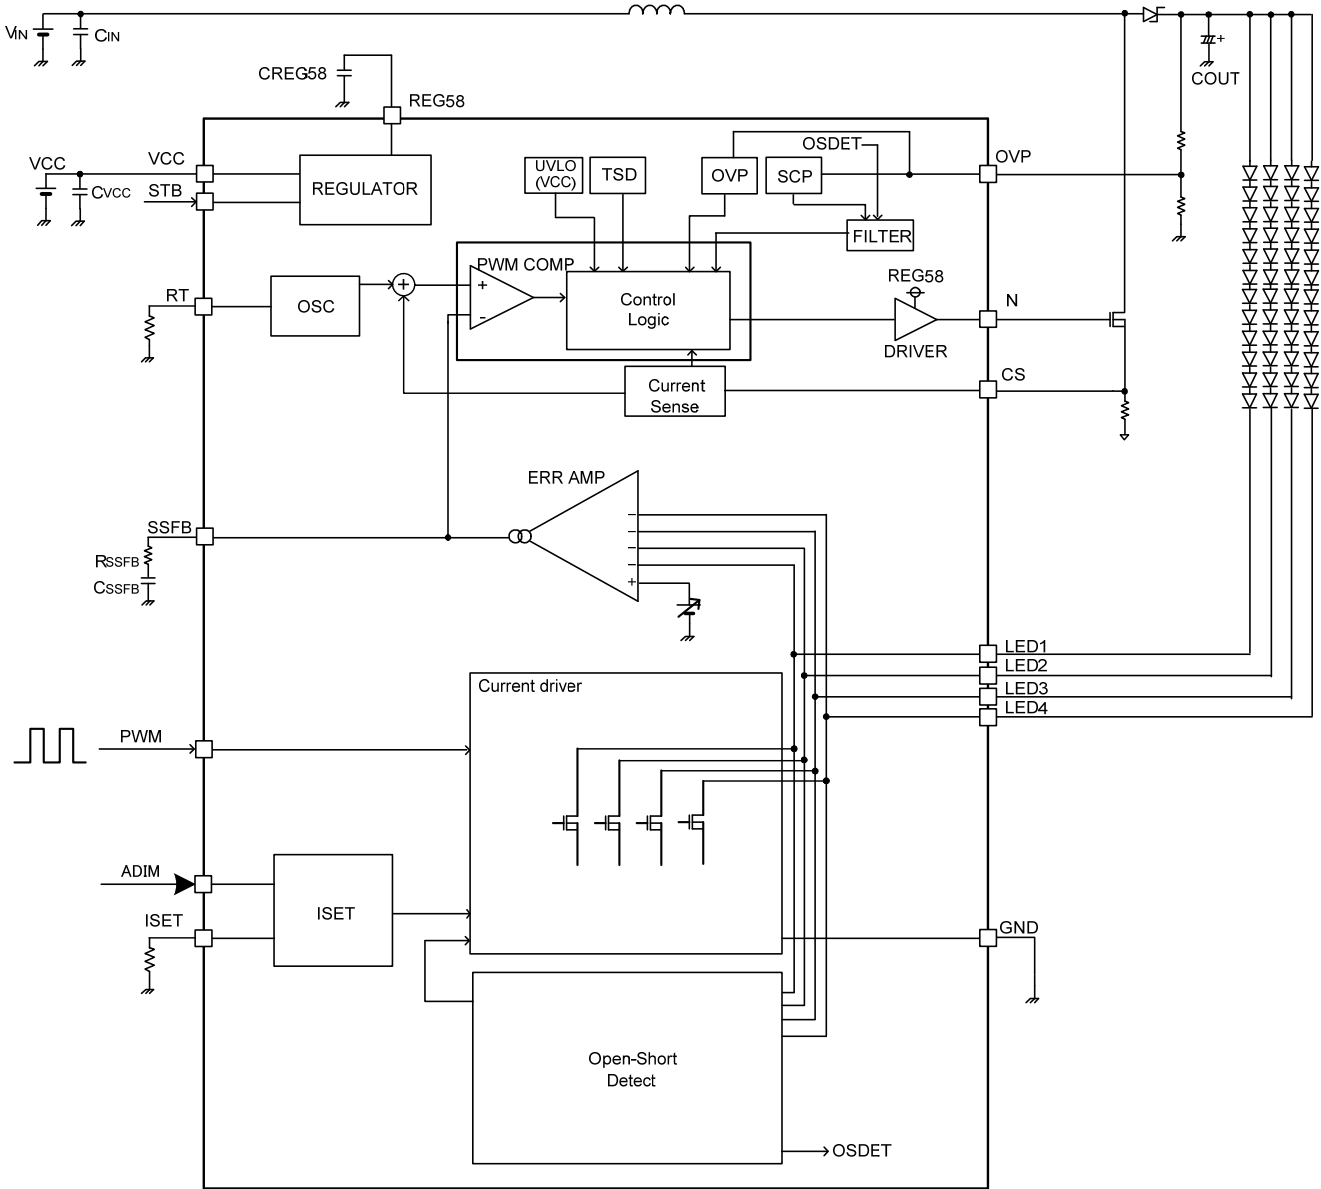 VIN
CIN
COUT
CREG58
REG58
VCC
CVCC
VCC
STB
REGULATOR
UVLO
(VCC)
TSD
OVP
OSDET
SCP
OVP
FILTER
PWM COMP
RT
OSC
+
+
-
Control
Logic
REG58
DRIVER
N
Current
Sense
CS
ERR AMP
SSFB
RSSFB
CSSFB
−
−
−
−
+
LED1
LED2
LED3
LED4
Current driver
PWM
ADIM
ISET
ISET
GND
Open-Short
Detect
OSDET
+